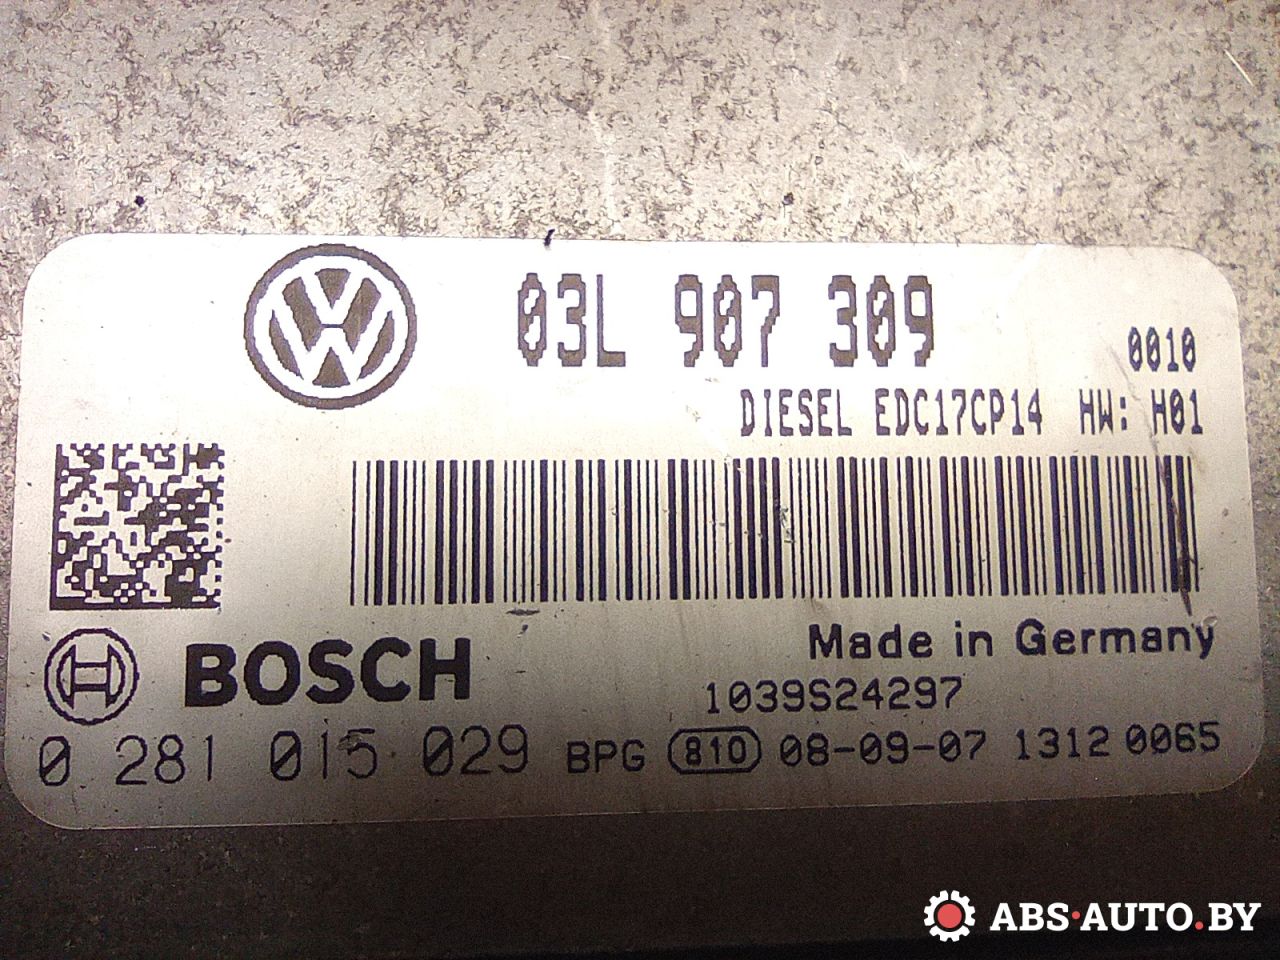 03L 907 309
0010
DIESEL EDC17CP14 HW: H01
BOSCH
Made in Germany
1039S24297
0 281 015 029 BPG 810 08-09-07 1312 0065
ABS·AUTO.BY